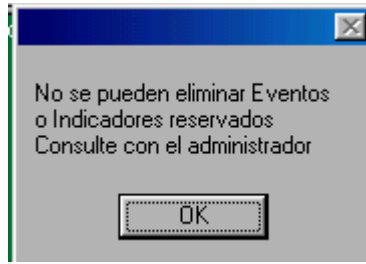 No se pueden eliminar Eventos
o Indicadores reservados
Consulte con el administrador
OK